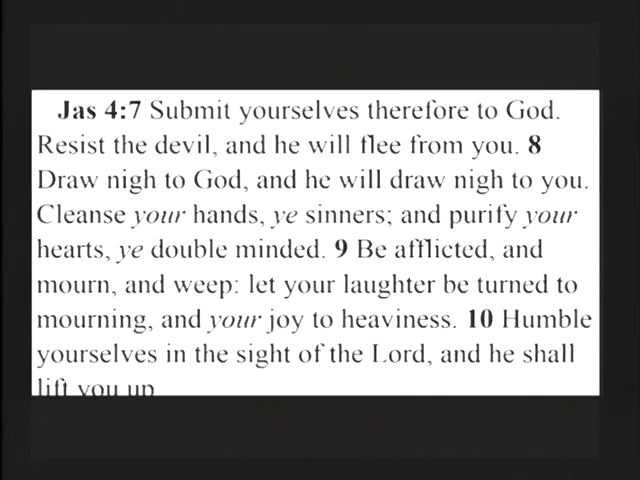 Jas 4:7 Submit yourselves therefore to God.
Resist the devil, and he will flee from you. 8
Draw nigh to God, and he will draw nigh to you.
Cleanse your hands, ye sinners; and purify your
hearts, ye double minded. 9 Be afflicted, and
mourn, and weep: let your laughter be turned to
mourning, and your joy to heaviness. 10 Humble
yourselves in the sight of the Lord, and he shall
lift you up